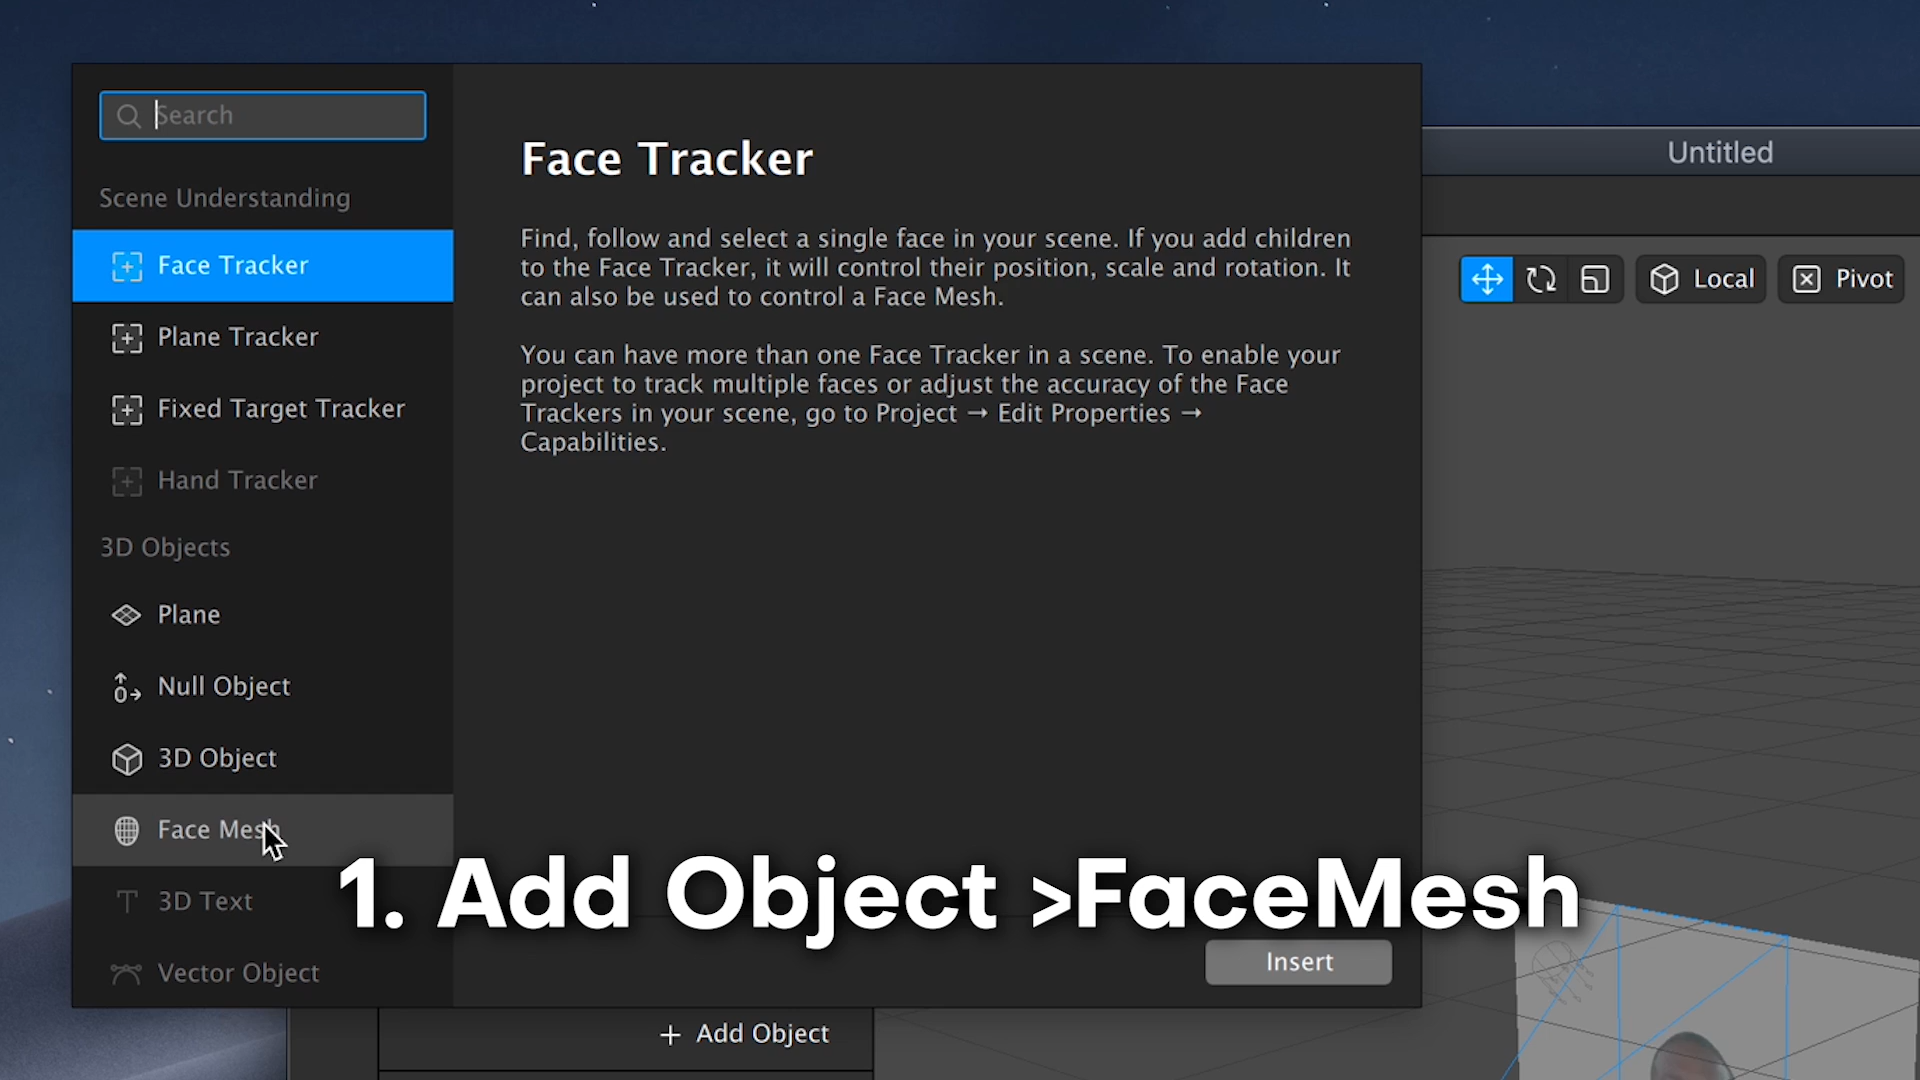 Search
Scene Understanding
Face Tracker
Plane Tracker
Fixed Target Tracker
Hand Tracker
3D Objects
Plane
Null Object
3D Object
Face Mesh
3D Text
Vector Object
Face Tracker
Find, follow and select a single face in your scene. If you add children
to the Face Tracker, it will control their position, scale and rotation. It
can also be used to control a Face Mesh.
You can have more than one Face Tracker in a scene. To enable your
project to track multiple faces or adjust the accuracy of the Face
Trackers in your scene, go to Project → Edit Properties →
Capabilities.
Insert
+ Add Object
Untitled
Local
Pivot
1. Add Object >FaceMesh